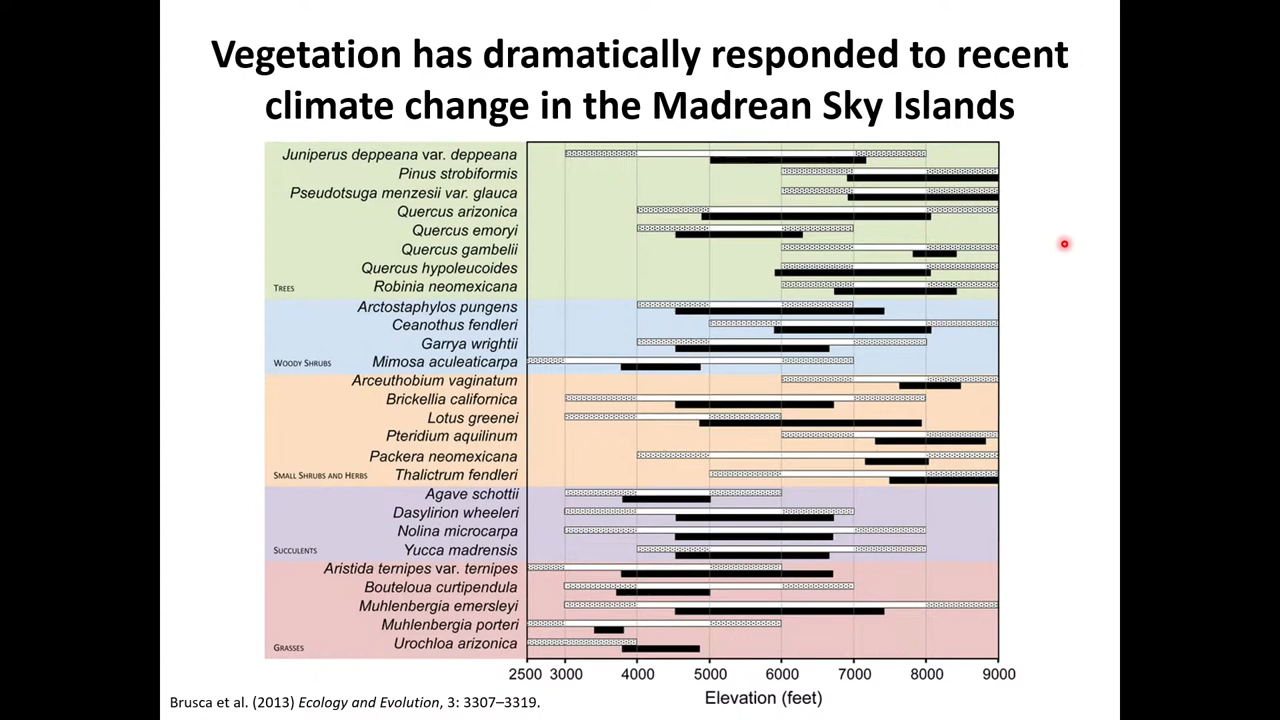 Vegetation has dramatically responded to recent
climate change in the Madrean Sky Islands
Juniperus deppeana var. deppeana
Pinus strobiformis
Pseudotsuga menzesii var. glauca
Quercus arizonica
Quercus emoryi
Quercus gambelii
Quercus hypoleucoides
TREES Robinia neomexicana
Arctostaphylos pungens
Ceanothus fendleri
Garrya wrightii
WOODY SHRUBS Mimosa aculeaticarpa
Arceuthobium vaginatum
Brickellia californica
Lotus greenei
Pteridium aquilinum
Packera neomexicana
SMALL SHRUBS AND HERBS Thalictrum fendleri
Agave schottii
Dasylirion wheeleri
Nolina microcarpa
SUCCULENTS Yucca madrensis
Aristida ternipes var. ternipes
Bouteloua curtipendula
Muhlenbergia emersleyi
Muhlenbergia porteri
GRASSES Urochloa arizonica
2500 3000 4000 5000 6000 7000 8000 9000
Elevation (feet)
Brusca et al. (2013) Ecology and Evolution, 3: 3307–3319.